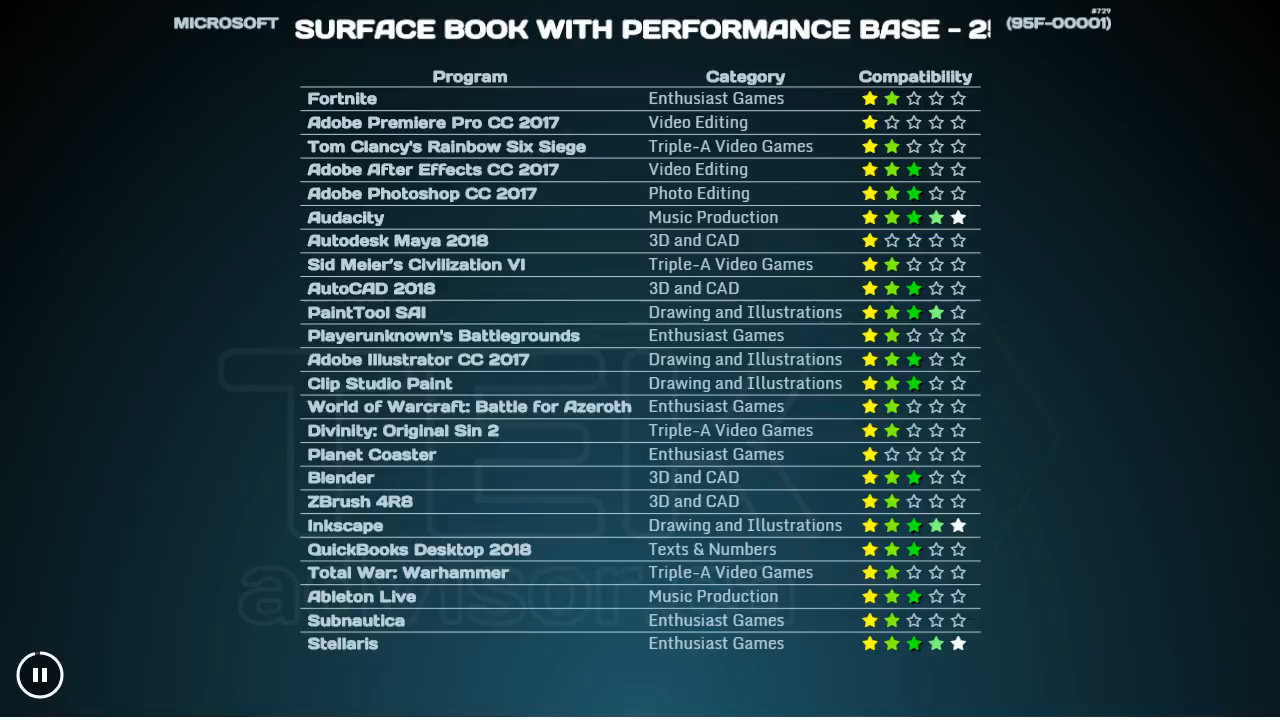 #729
MICROSOFT SURFACE BOOK WITH PERFORMANCE BASE - (95F-00001)
Program Category Compatibility
Fortnite Enthusiast Games
Adobe Premiere Pro CC 2017 Video Editing
Tom Clancy's Rainbow Six Siege Triple-A Video Games
Adobe After Effects CC 2017 Video Editing
Adobe Photoshop CC 2017 Photo Editing
Audacity Music Production
Autodesk Maya 2018 3D and CAD
Sid Meier's Civilization VI Triple-A Video Games
AutoCAD 2018 3D and CAD
PaintTool SAI Drawing and Illustrations
Playerunknown's Battlegrounds Enthusiast Games
Adobe Illustrator CC 2017 Drawing and Illustrations
Clip Studio Paint Drawing and Illustrations
World of Warcraft: Battle for Azeroth Enthusiast Games
Divinity: Original Sin 2 Triple-A Video Games
Planet Coaster Enthusiast Games
Blender 3D and CAD
ZBrush 4R8 3D and CAD
Inkscape Drawing and Illustrations
QuickBooks Desktop 2018 Texts & Numbers
Total War: Warhammer Triple-A Video Games
Ableton Live Music Production
Subnautica Enthusiast Games
Stellaris Enthusiast Games